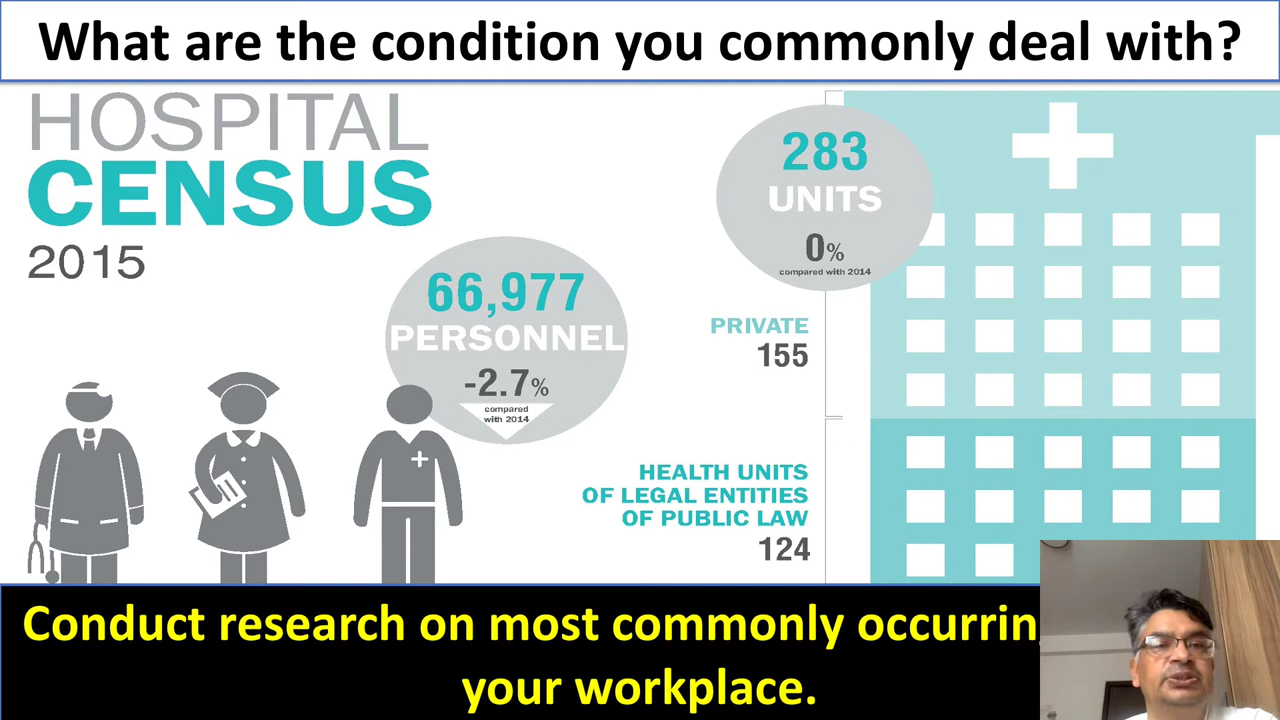 What are the condition you commonly deal with?
HOSPITAL
CENSUS
2015
66,977
PERSONNEL
-2.7%
compared
with 2014
283
UNITS
0%
compared with 2014
PRIVATE
155
HEALTH UNITS
OF LEGAL ENTITIES
OF PUBLIC LAW
124
Conduct research on most commonly
your workplace.